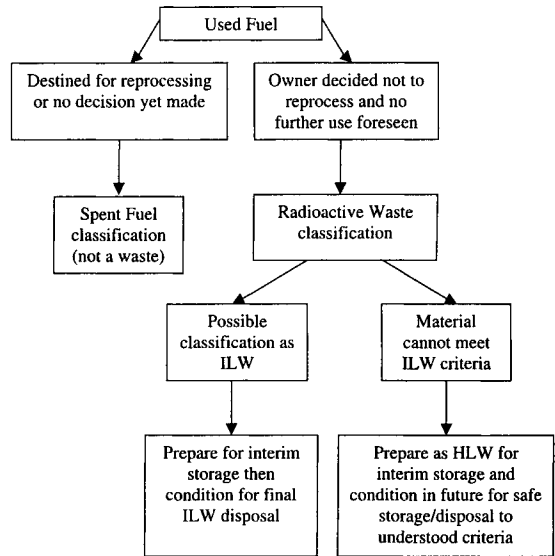 Used Fuel
Destined for reprocessing
or no decision yet made
Owner decided not to
reprocess and no
further use foreseen
Spent Fuel
classification
(not a waste)
Radioactive Waste
classification
Possible
classification as
ILW
Material
cannot meet
ILW criteria
Prepare for interim
storage then
condition for final
ILW disposal
Prepare as HLW for
interim storage and
condition in future for safe
storage/disposal to
understood criteria